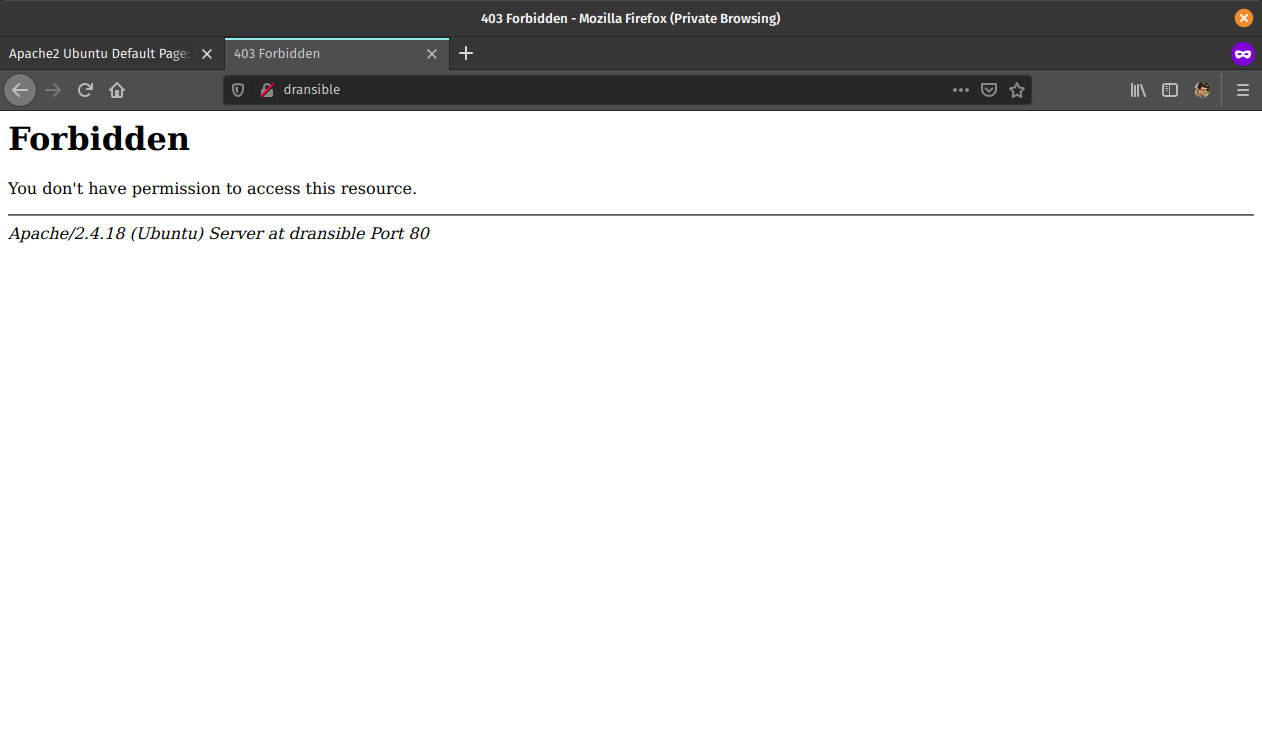 403 Forbidden - Mozilla Firefox (Private Browsing)
Apache2 Ubuntu Default Page:
403 Forbidden
dransible
Forbidden
You don't have permission to access this resource.
Apache/2.4.18 (Ubuntu) Server at dransible Port 80